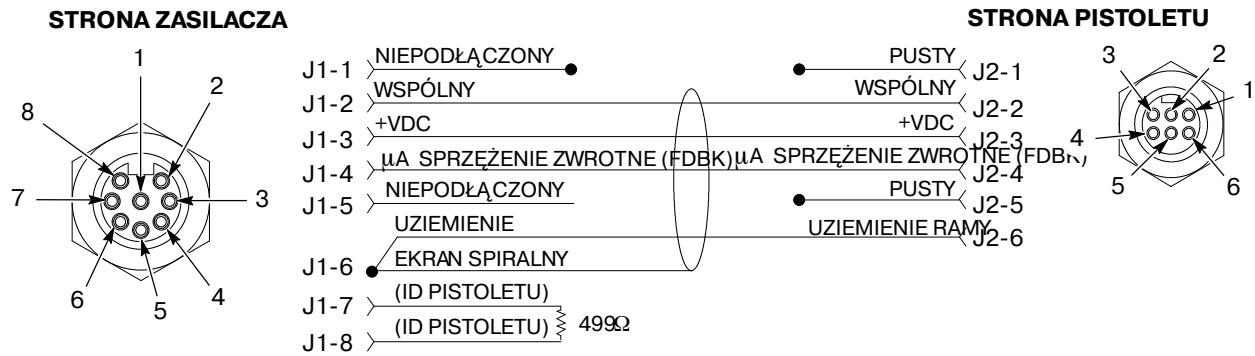 STRONA ZASILACZA
STRONA PISTOLETU
1
2
8
7
3
6
5
4
J1-1
NIEPODŁĄCZONY
PUSTY
J2-1
J1-2
WSPÓLNY
WSPÓLNY
J2-2
J1-3
+VDC
+VDC
J2-3
J1-4
µA SPRZĘŻENIE ZWROTNE (FDBK)
µA SPRZĘŻENIE ZWROTNE (FDBK)
J2-4
J1-5
NIEPODŁĄCZONY
PUSTY
J2-5
UZIEMIENIE
UZIEMIENIE RAMY
J2-6
J1-6
EKRAN SPIRALNY
J1-7
(ID PISTOLETU)
499Ω
J1-8
(ID PISTOLETU)
3
2
1
4
5
6